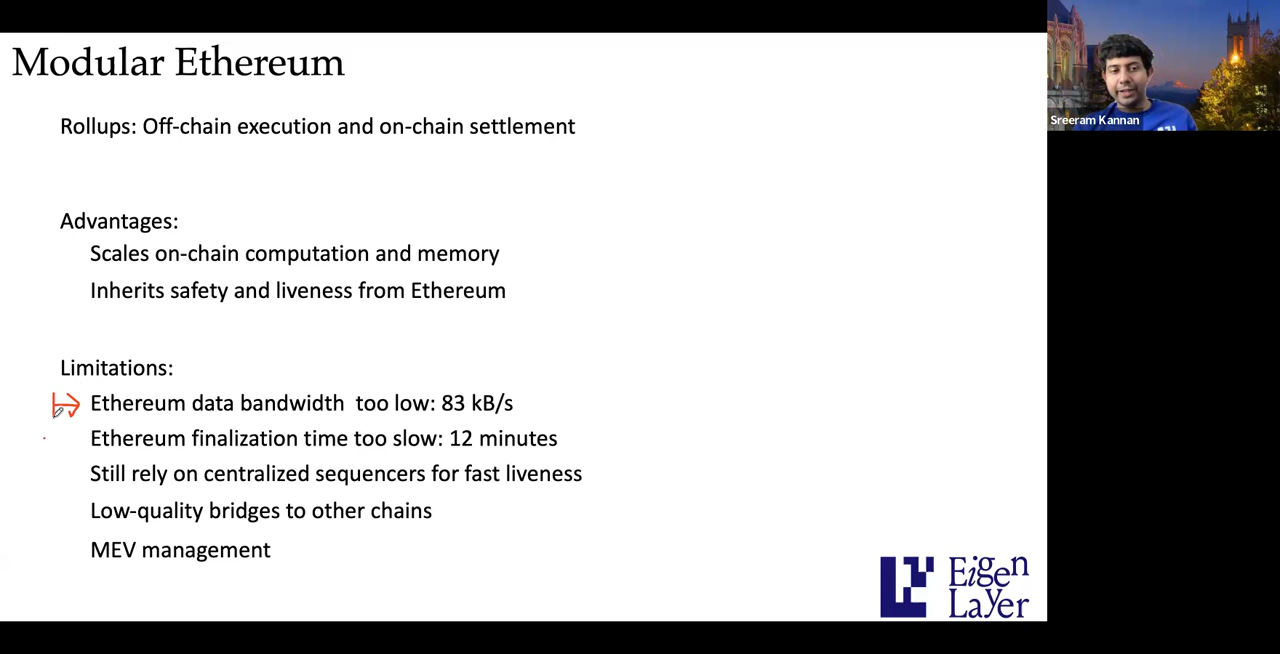 Modular Ethereum
Rollups: Off-chain execution and on-chain settlement
Advantages:
Scales on-chain computation and memory
Inherits safety and liveness from Ethereum
Limitations:
Ethereum data bandwidth too low: 83 kB/s
Ethereum finalization time too slow: 12 minutes
Still rely on centralized sequencers for fast liveness
Low-quality bridges to other chains
MEV management
Eigen
Layer
Sreeram Kannan